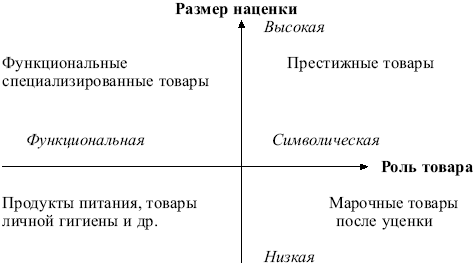 Размер наценки
Высокая
Функциональные
специализированные товары
Престижные товары
Функциональная
Символическая
Роль товара
Продукты питания, товары
личной гигиены и др.
Марочные товары
после уценки
Низкая